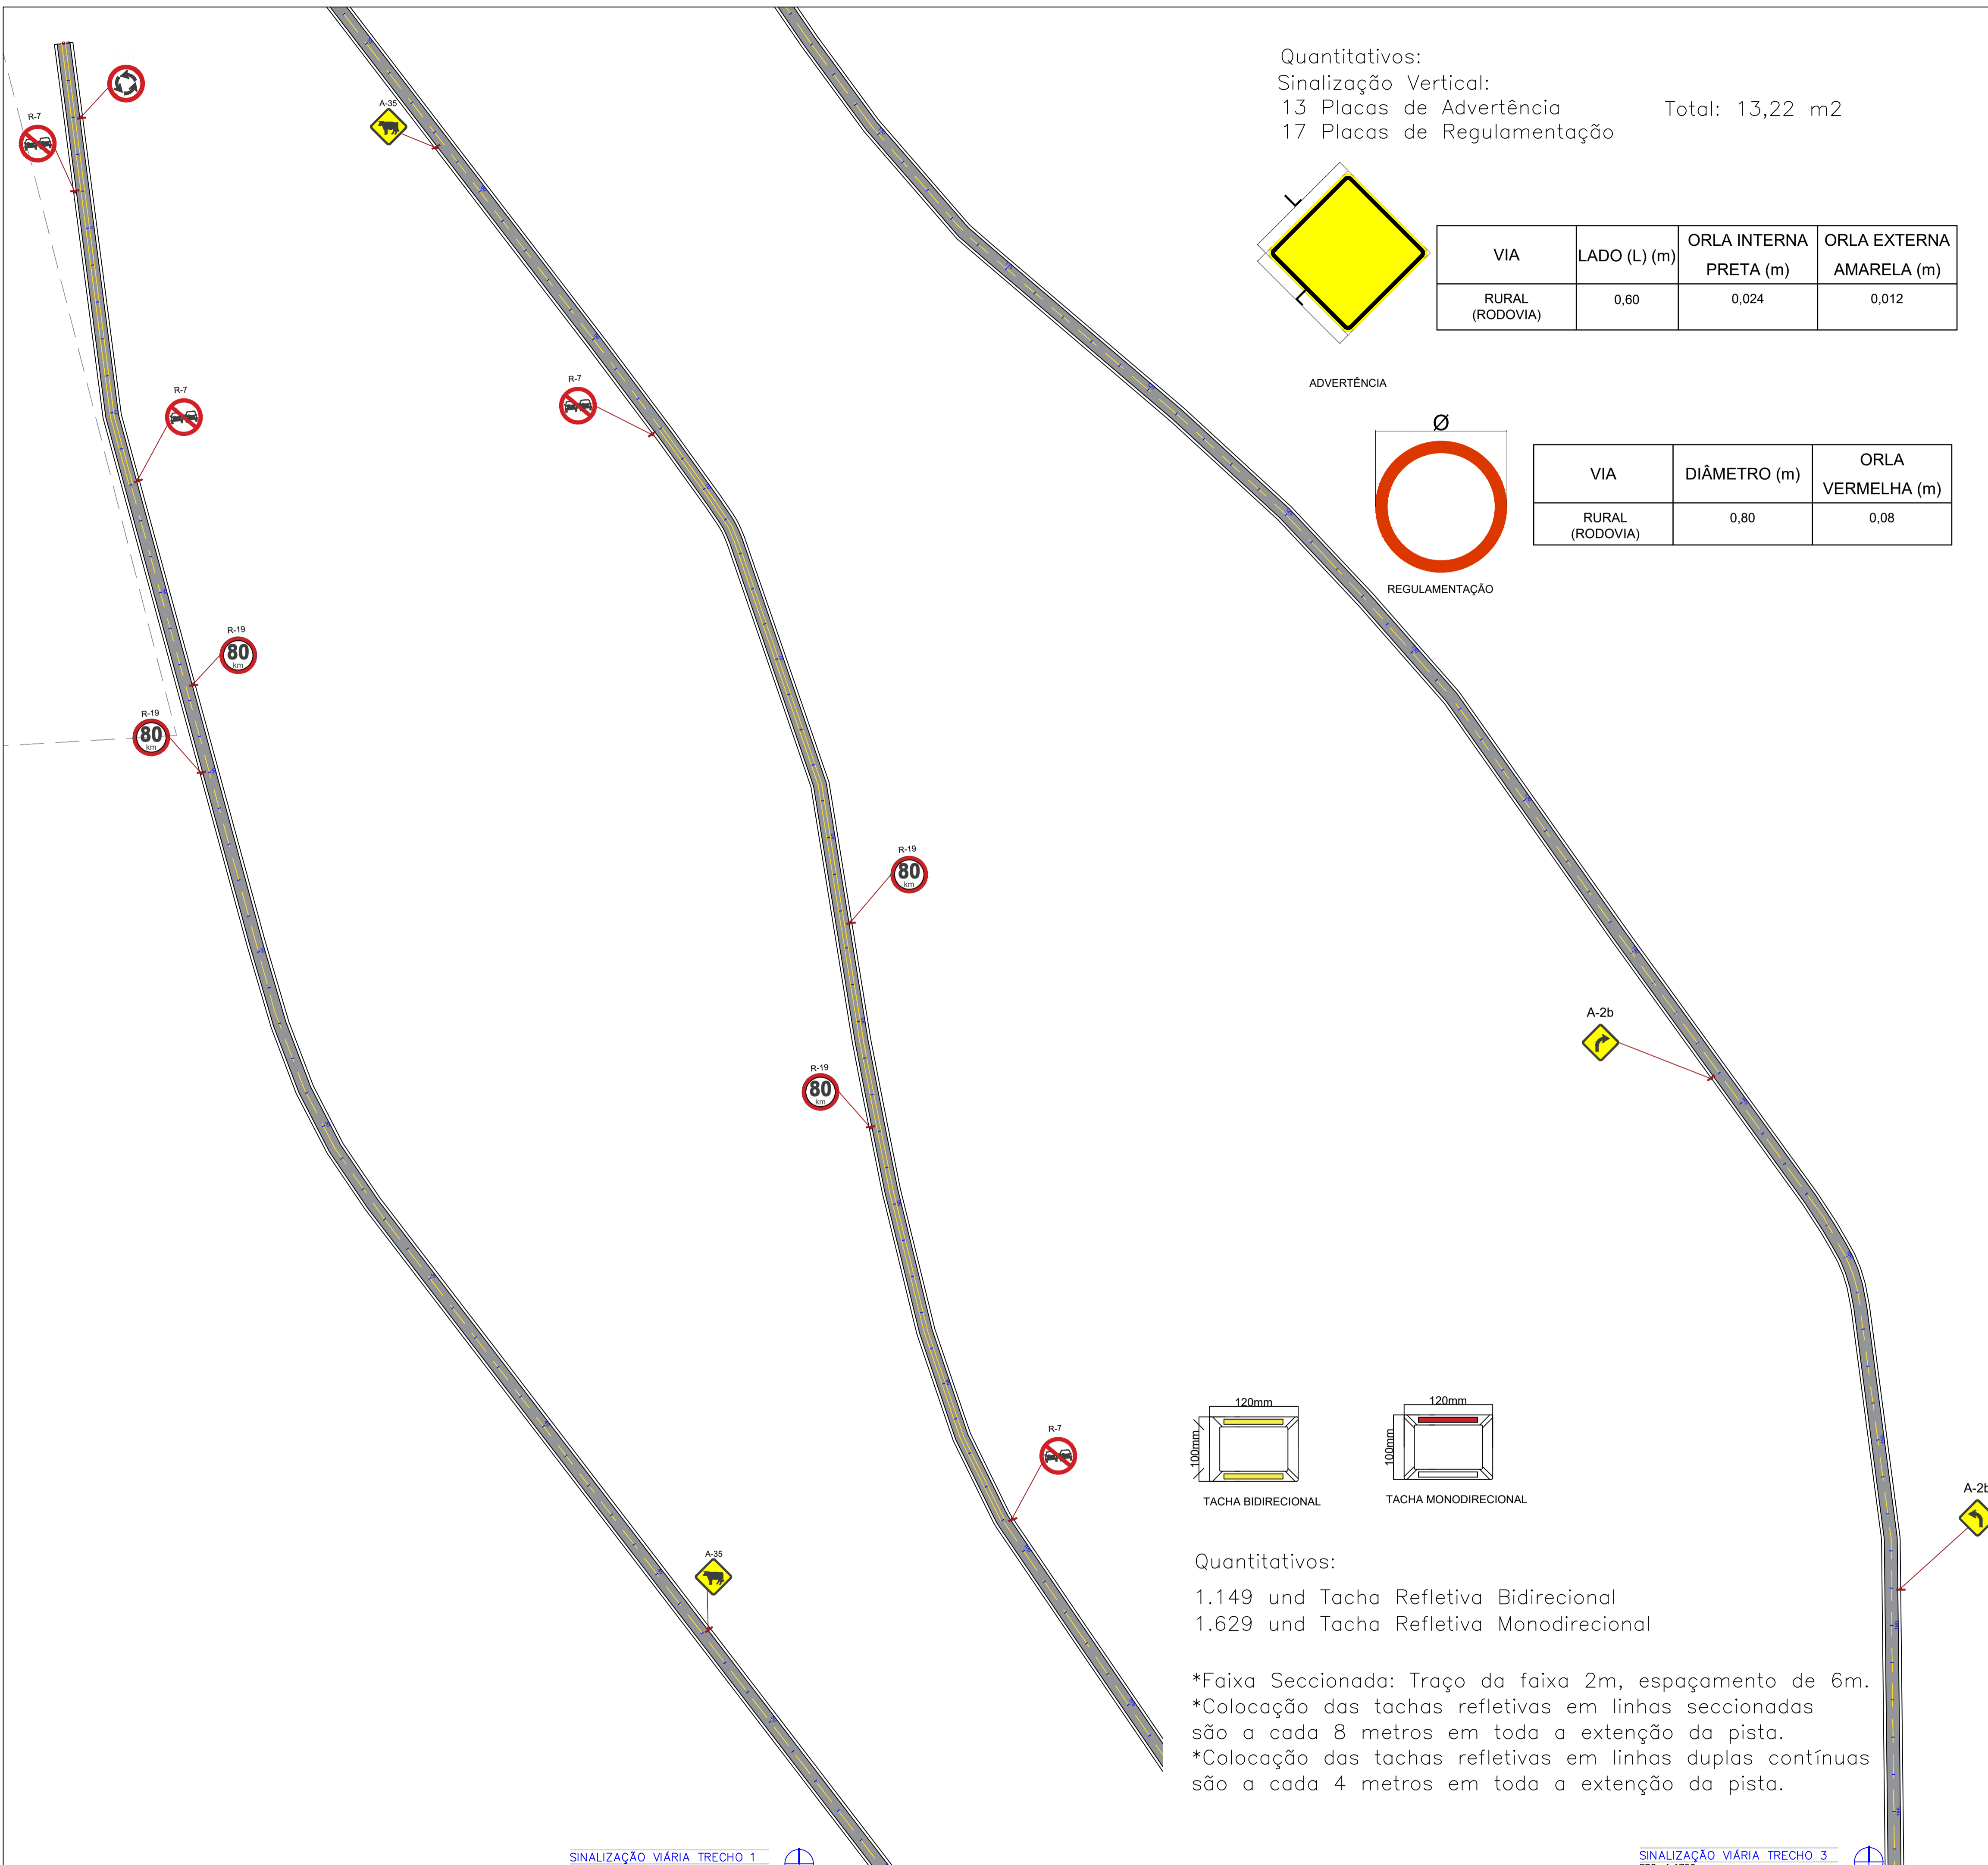 Quantitativos:
Sinalização Vertical:
13 Placas de Advertência
Total: 13,22 m2
17 Placas de Regulamentação
L
L
VIA
LADO (L) (m)
ORLA INTERNA
PRETA (m)
ORLA EXTERNA
AMARELA (m)
RURAL
(RODOVIA)
0,60
0,024
0,012
ADVERTÊNCIA
Ø
VIA
DIÂMETRO (m)
ORLA
VERMELHA (m)
RURAL
(RODOVIA)
0,80
0,08
REGULAMENTAÇÃO
R-7
R-7
R-19
80
km
R-19
80
km
A-35
A-35
R-7
R-19
80
km
R-19
80
km
R-7
A-2b
A-2b
120mm
100mm
TACHA BIDIRECIONAL
120mm
100mm
TACHA MONODIRECIONAL
Quantitativos:
1.149 und Tacha Refletiva Bidirecional
1.629 und Tacha Refletiva Monodirecional
*Faixa Seccionada: Traço da faixa 2m, espaçamento de 6m.
*Colocação das tachas refletivas em linhas seccionadas
são a cada 8 metros em toda a extenção da pista.
*Colocação das tachas refletivas em linhas duplas contínuas
são a cada 4 metros em toda a extenção da pista.
SINALIZAÇÃO VIÁRIA TRECHO 1
SINALIZAÇÃO VIÁRIA TRECHO 3